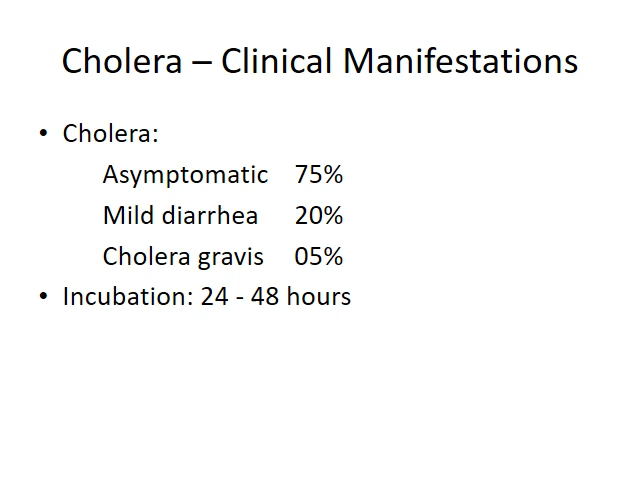 Cholera – Clinical Manifestations
• Cholera:
Asymptomatic 75%
Mild diarrhea 20%
Cholera gravis 05%
• Incubation: 24 - 48 hours